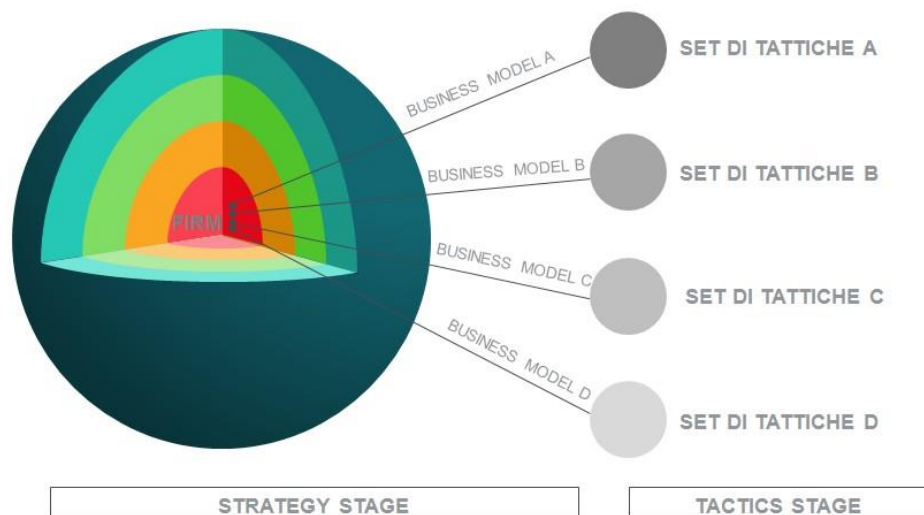 BUSINESS MODEL A
SET DI TATTICHE A
BUSINESS MODEL B
SET DI TATTICHE B
FIRM
BUSINESS MODEL C
SET DI TATTICHE C
BUSINESS MODEL D
SET DI TATTICHE D
STRATEGY STAGE
TACTICS STAGE